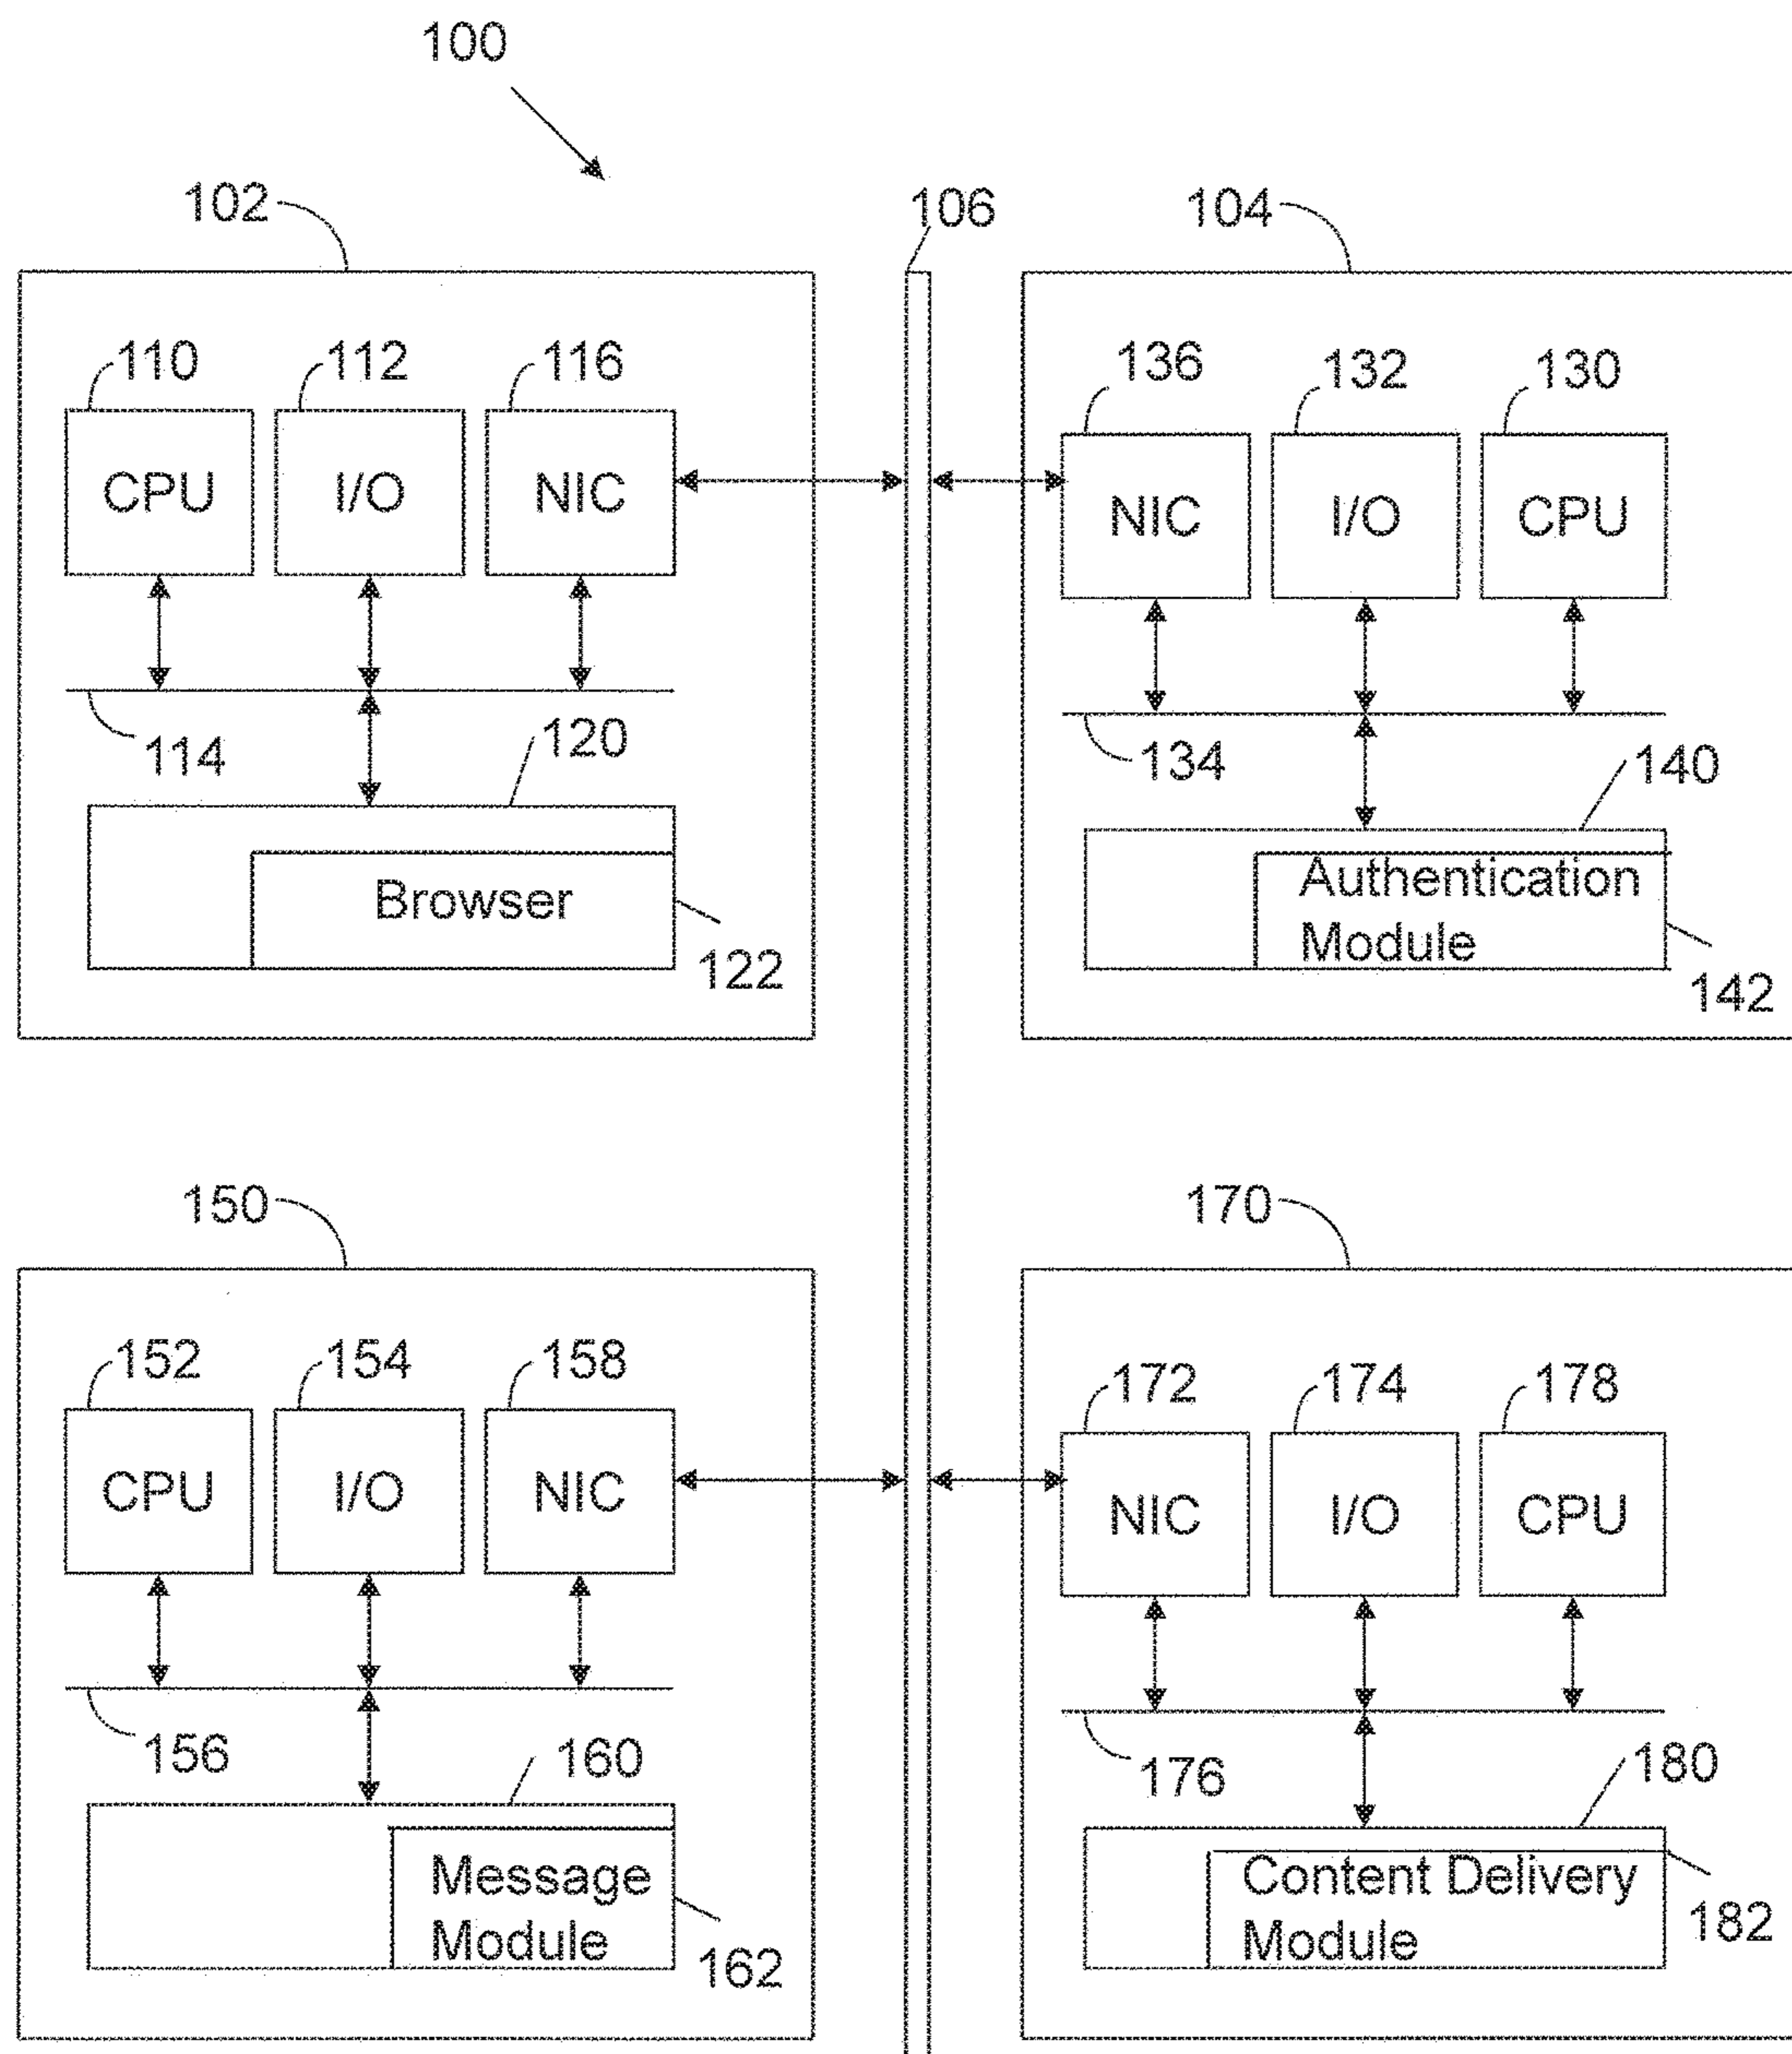 100
102
106
104
110
112
116
136
132
130
CPU
I/O
NIC
NIC
I/O
CPU
114
120
134
140
Browser
Authentication
Module
122
142
150
170
152
154
158
172
174
178
CPU
I/O
NIC
NIC
I/O
CPU
156
160
176
180
Message
Module
Content Delivery
Module
162
182